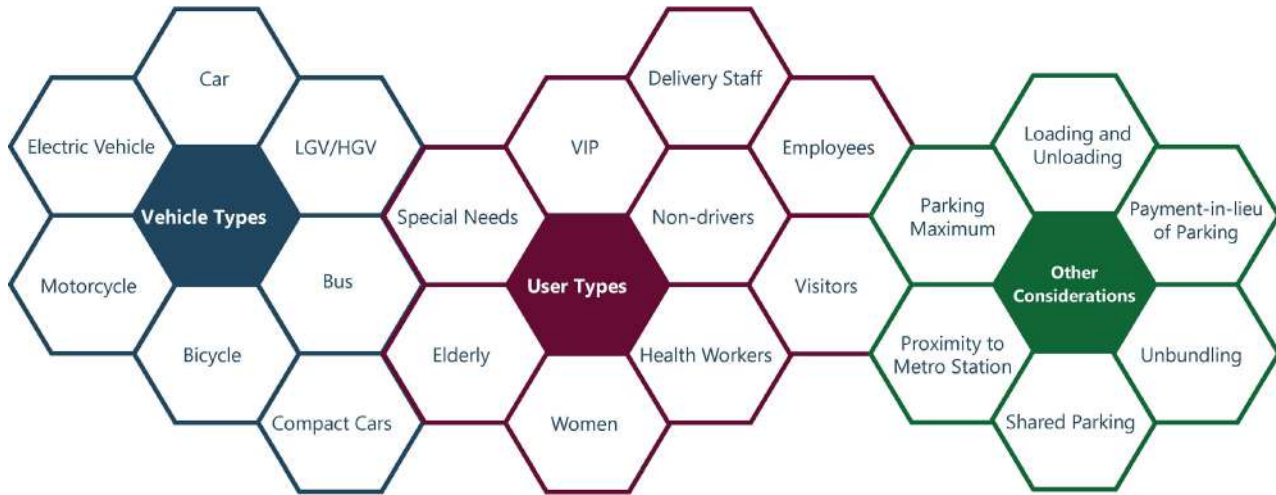 Car
Electric Vehicle
LGV/HGV
Vehicle Types
Motorcycle
Bus
Bicycle
Compact Cars
Delivery Staff
VIP
Employees
Special Needs
Non-drivers
User Types
Visitors
Elderly
Health Workers
Women
Loading and
Unloading
Parking
Maximum
Payment-in-lieu
of Parking
Other
Considerations
Proximity to
Metro Station
Unbundling
Shared Parking